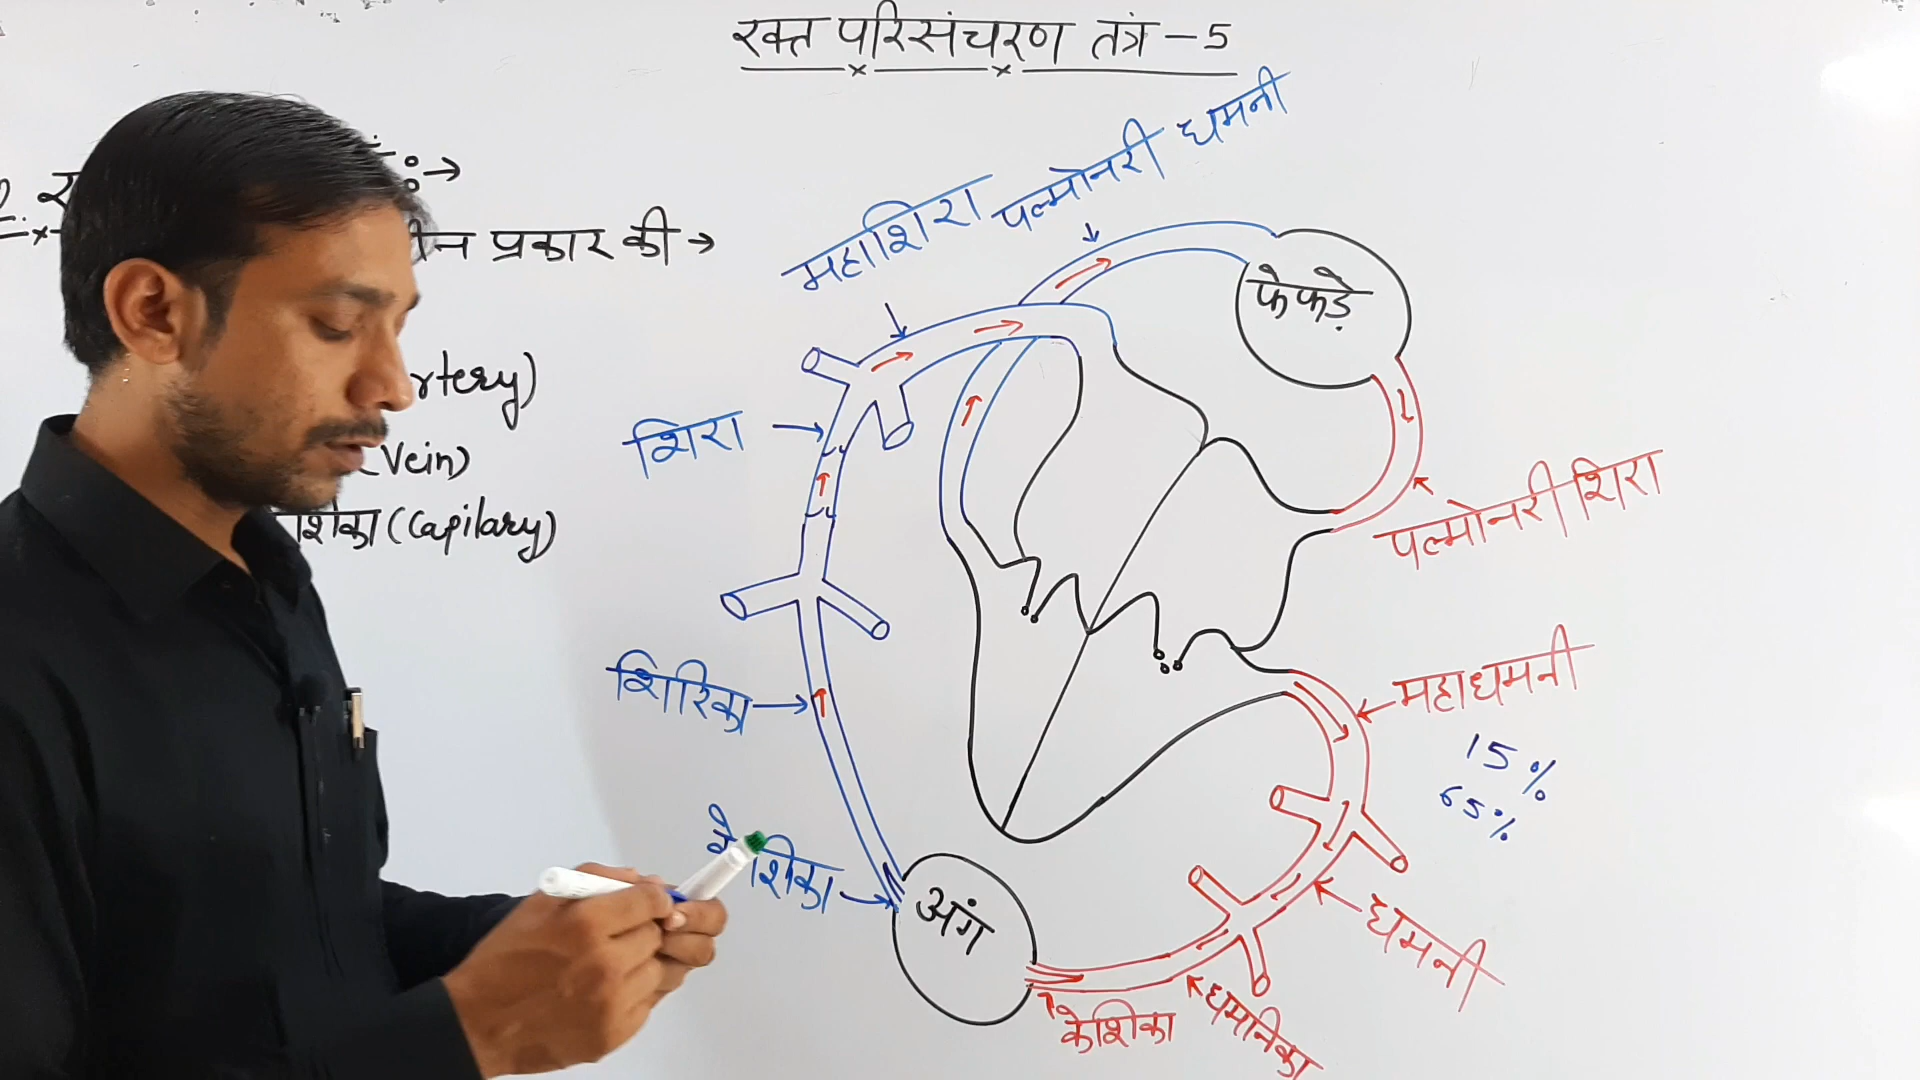 रक्त परिसंचरण तंत्र - 5
प्रकार की →
rtery)
(Vein)
शिका (Capilary)
महाशिरा
पल्मोनरी धमनी
फेफड़े
शिरा
पल्मोनरी शिरा
शिरिका
महाधमनी
15 %
65 %
शिका
अंग
धमनी
केशिका
धमनिका